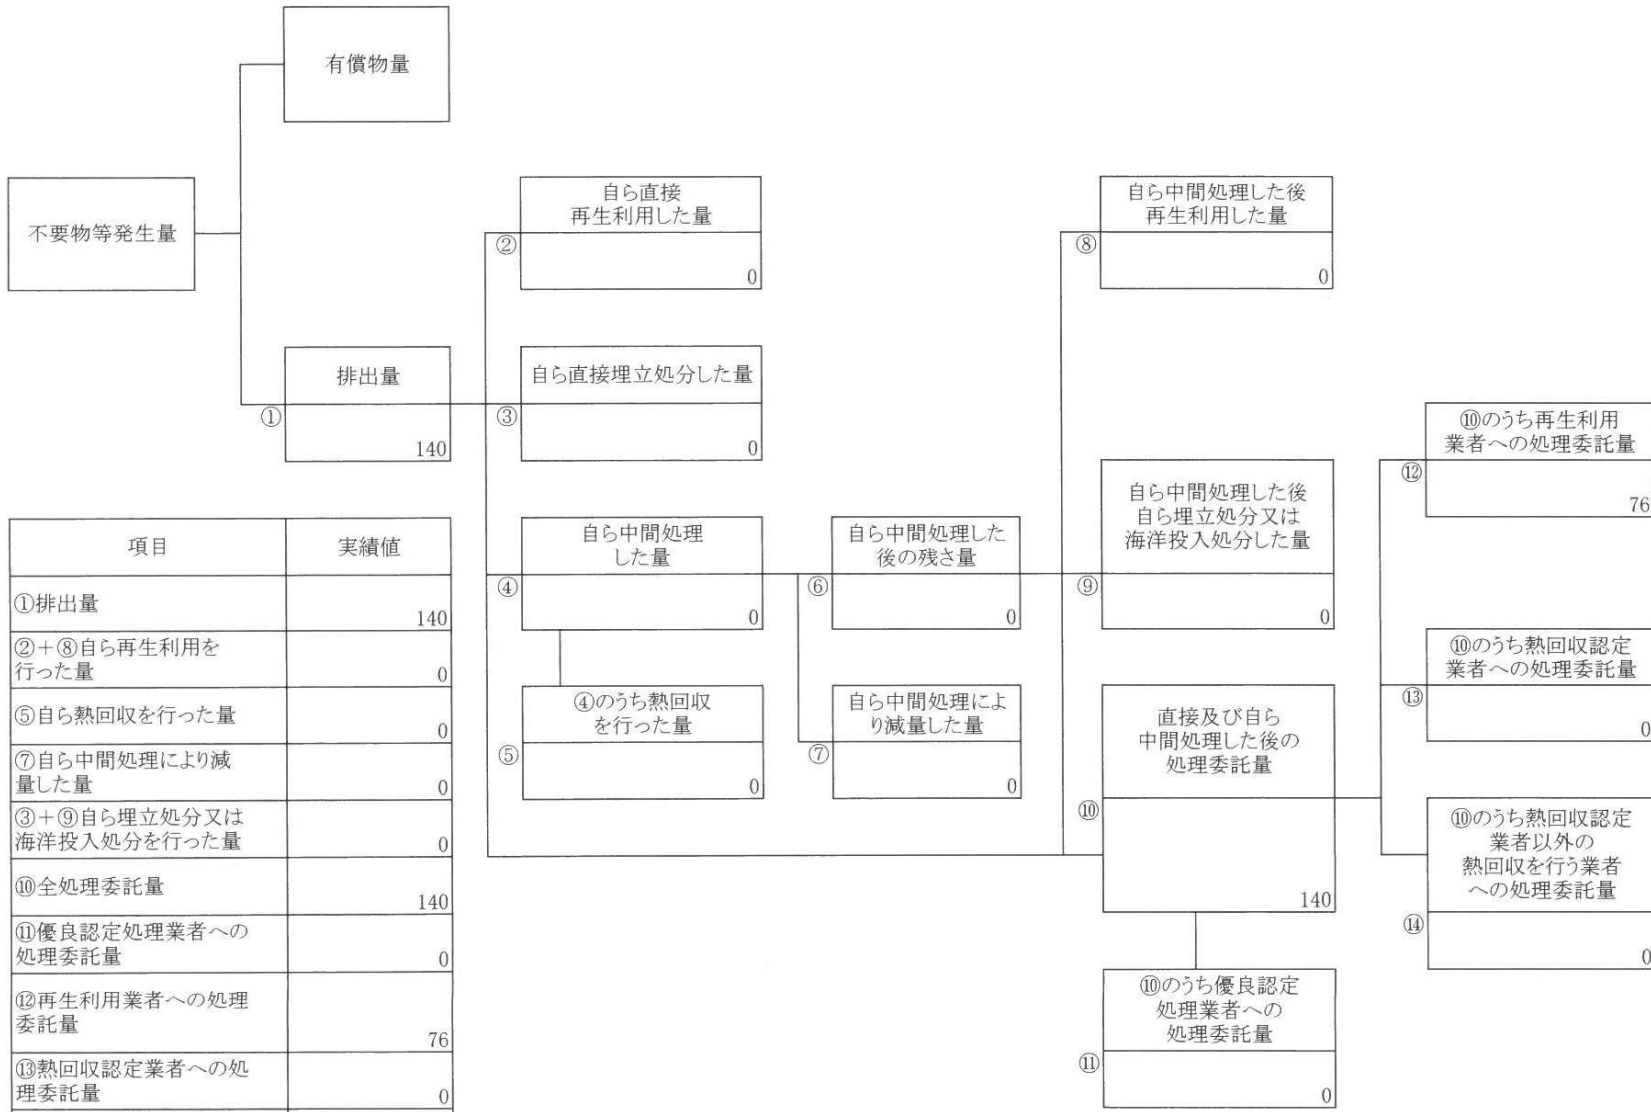 有償物量
不要物等発生量
自ら直接
再生利用した量
②
0
自ら中間処理した後
再生利用した量
⑧
0
排出量
①
140
自ら直接埋立処分した量
③
0
⑩のうち再生利用
業者への処理委託量
⑫
76
自ら中間処理
した量
④
0
自ら中間処理した
後の残さ量
⑥
0
自ら中間処理した後
自ら埋立処分又は
海洋投入処分した量
⑨
0
⑩のうち熱回収認定
業者への処理委託量
⑬
0
④のうち熱回収
を行った量
⑤
0
自ら中間処理によ
り減量した量
⑦
0
直接及び自ら
中間処理した後の
処理委託量
⑩
140
⑩のうち熱回収認定
業者以外の
熱回収を行う業者
への処理委託量
⑭
0
⑩のうち優良認定
処理業者への
処理委託量
⑪
0
項目 実績値
①排出量 140
②+⑧自ら再生利用を
行った量 0
⑤自ら熱回収を行った量 0
⑦自ら中間処理により減
量した量 0
③+⑨自ら埋立処分又は
海洋投入処分を行った量 0
⑩全処理委託量 140
⑪優良認定処理業者への
処理委託量 0
⑫再生利用業者への処理
委託量 76
⑬熱回収認定業者への処
理委託量 0